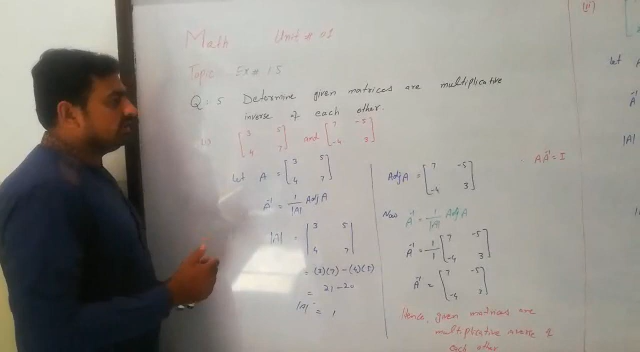 Math Unit # 01
Topic: Ex # 1.5
Q: 5 Determine given matrices are multiplicative
inverse of each other
[3 5
4 7] and [7 -5
-4 3]
Let A = [3 5
4 7]
A⁻¹ = 1/|A| Adj A
|A| = |3 5
4 7|
= (3)(7) - (4)(5)
= 21 - 20
|A| = 1
Adj A = [7 -5
-4 3]
Now A⁻¹ = 1/|A| Adj A
A⁻¹ = 1/1 [7 -5
-4 3]
A⁻¹ = [7 -5
-4 3]
Hence, given matrices are
multiplicative inverse of
each other
A A⁻¹ = I
let A
A⁻¹
|A|